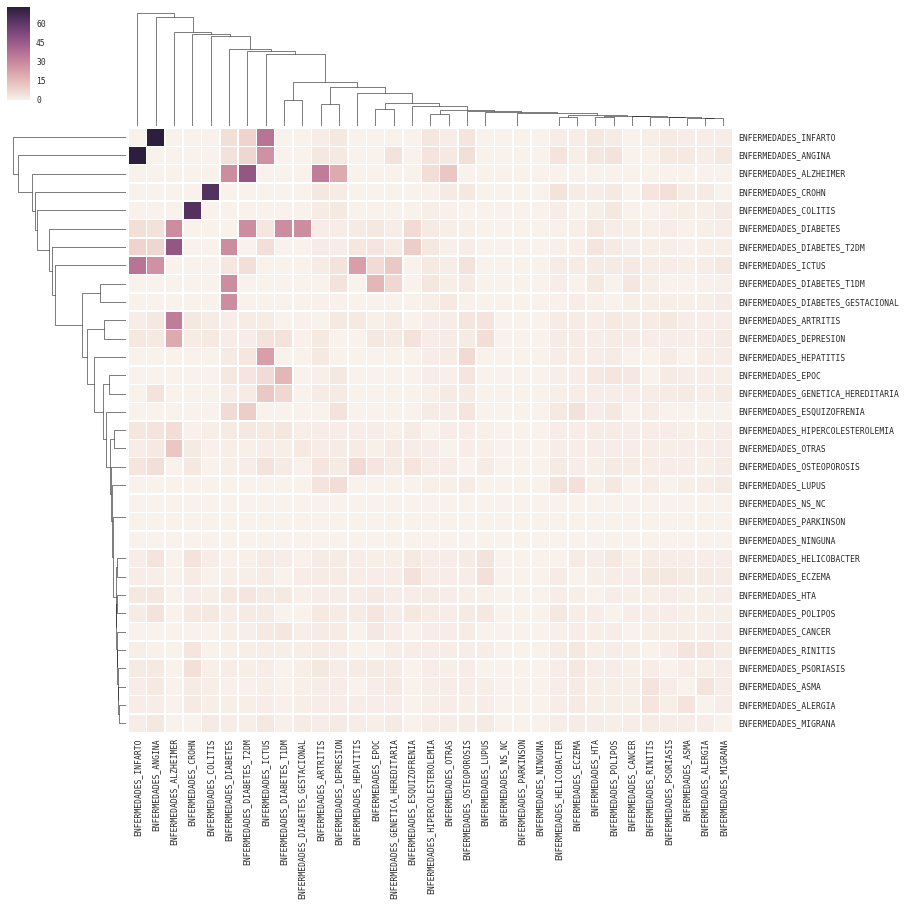 60
45
30
15
0
ENFERMEDADES_INFARTO
ENFERMEDADES_ANGINA
ENFERMEDADES_ALZHEIMER
ENFERMEDADES_CROHN
ENFERMEDADES_COLITIS
ENFERMEDADES_DIABETES
ENFERMEDADES_DIABETES_T2DM
ENFERMEDADES_ICTUS
ENFERMEDADES_DIABETES_T1DM
ENFERMEDADES_DIABETES_GESTACIONAL
ENFERMEDADES_ARTRITIS
ENFERMEDADES_DEPRESION
ENFERMEDADES_HEPATITIS
ENFERMEDADES_EPOC
ENFERMEDADES_GENETICA_HEREDITARIA
ENFERMEDADES_ESQUIZOFRENIA
ENFERMEDADES_HIPERCOLESTEROLEMIA
ENFERMEDADES_OTRAS
ENFERMEDADES_OSTEOPOROSIS
ENFERMEDADES_LUPUS
ENFERMEDADES_NS_NC
ENFERMEDADES_PARKINSON
ENFERMEDADES_NINGUNA
ENFERMEDADES_HELICOBACTER
ENFERMEDADES_ECZEMA
ENFERMEDADES_HTA
ENFERMEDADES_POLIPOS
ENFERMEDADES_CANCER
ENFERMEDADES_RINITIS
ENFERMEDADES_PSORIASIS
ENFERMEDADES_ASMA
ENFERMEDADES_ALERGIA
ENFERMEDADES_MIGRANA
ENFERMEDADES_INFARTO
ENFERMEDADES_ANGINA
ENFERMEDADES_ALZHEIMER
ENFERMEDADES_CROHN
ENFERMEDADES_COLITIS
ENFERMEDADES_DIABETES
ENFERMEDADES_DIABETES_T2DM
ENFERMEDADES_ICTUS
ENFERMEDADES_DIABETES_T1DM
ENFERMEDADES_DIABETES_GESTACIONAL
ENFERMEDADES_ARTRITIS
ENFERMEDADES_DEPRESION
ENFERMEDADES_HEPATITIS
ENFERMEDADES_EPOC
ENFERMEDADES_GENETICA_HEREDITARIA
ENFERMEDADES_ESQUIZOFRENIA
ENFERMEDADES_HIPERCOLESTEROLEMIA
ENFERMEDADES_OTRAS
ENFERMEDADES_OSTEOPOROSIS
ENFERMEDADES_LUPUS
ENFERMEDADES_NS_NC
ENFERMEDADES_PARKINSON
ENFERMEDADES_NINGUNA
ENFERMEDADES_HELICOBACTER
ENFERMEDADES_ECZEMA
ENFERMEDADES_HTA
ENFERMEDADES_POLIPOS
ENFERMEDADES_CANCER
ENFERMEDADES_RINITIS
ENFERMEDADES_PSORIASIS
ENFERMEDADES_ASMA
ENFERMEDADES_ALERGIA
ENFERMEDADES_MIGRANA